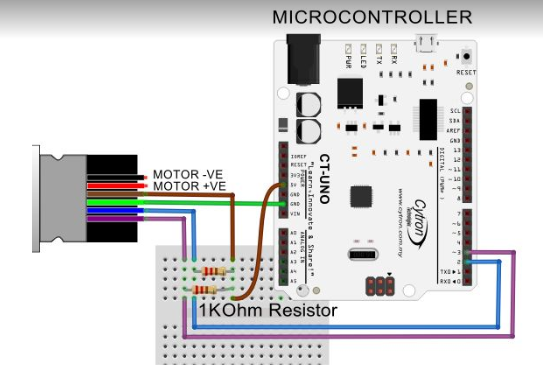 MICROCONTROLLER
PWR
LED
TX
RX
RESET
MOTOR -VE
MOTOR +VE
IOREF
RESET
3V3
5V
GND
GND
VIN
POWER
CT-UNO
"Learn-Innovate & Share!"
Cytron
Technologies
www.cytron.com.my
SCL
SDA
AREF
GND
13
12
~11
~10
~9
8
DIGITAL (PWM~)
7
~6
~5
4
~3
2
TXD 1
RXD 0
A0
A1
A2
A3
A4
A5
ANALOG IN
1KOhm Resistor